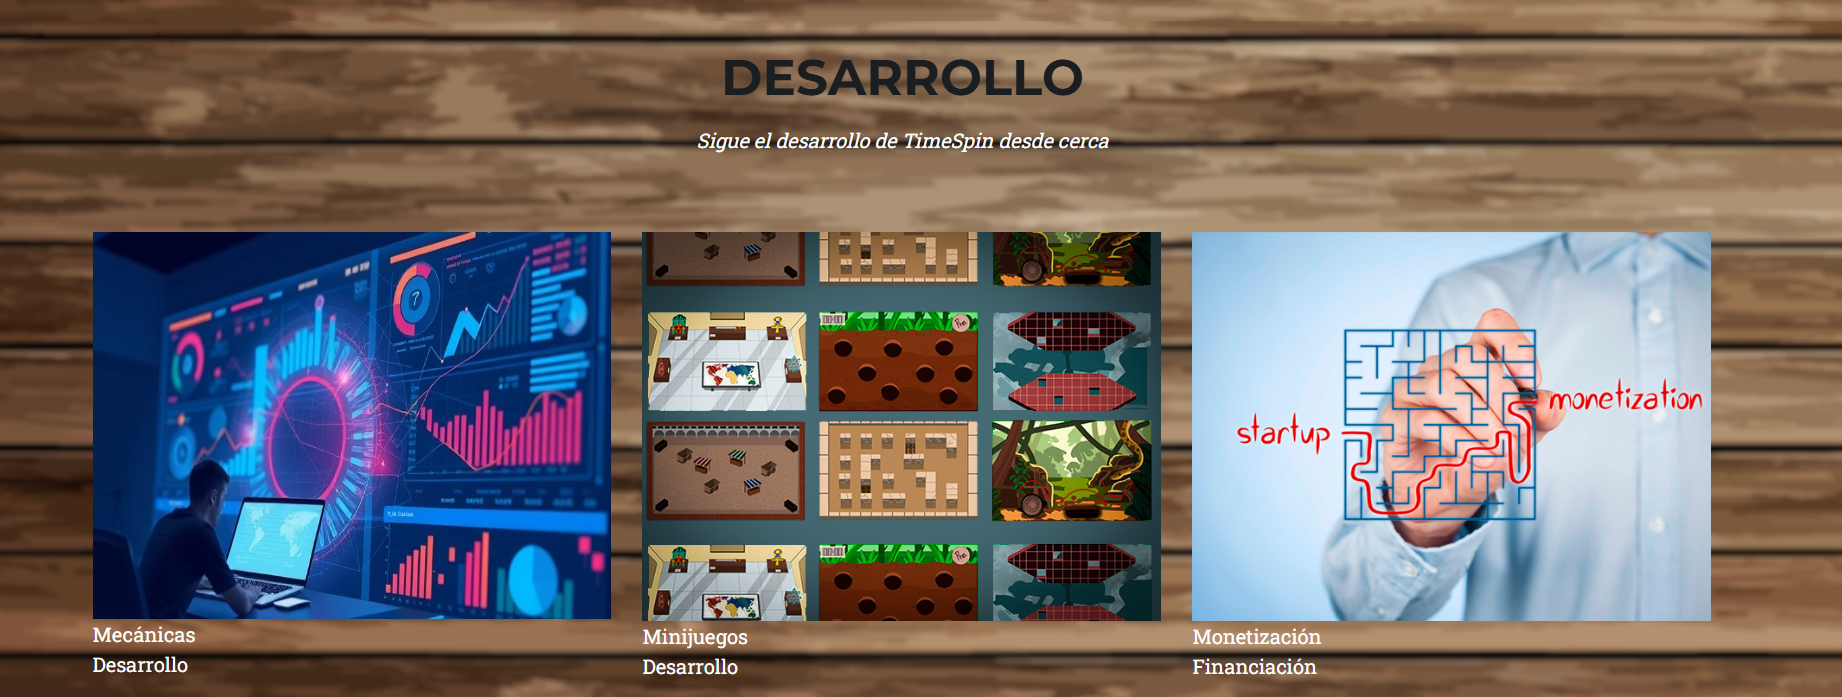 DESARROLLO
Sigue el desarrollo de TimeSpin desde cerca
startup
monetization
Mecánicas
Desarrollo
Minijuegos
Desarrollo
Monetización
Financiación